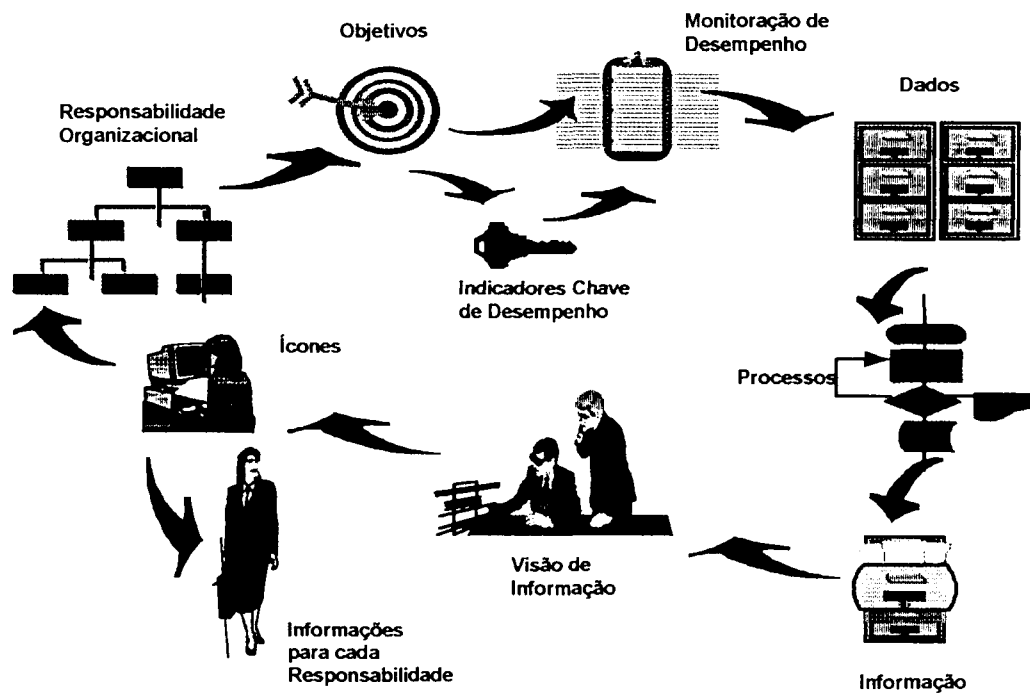 Objetivos
Monitoração de
Desempenho
Dados
Responsabilidade
Organizacional
Indicadores Chave
de Desempenho
Ícones
Processos
Visão de
Informação
Informações
para cada
Responsabilidade
Informação